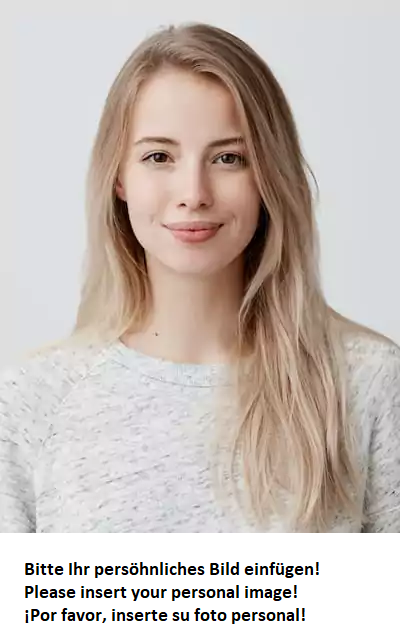 Bitte Ihr persöhnliches Bild einfügen!
Please insert your personal image!
¡Por favor, inserte su foto personal!